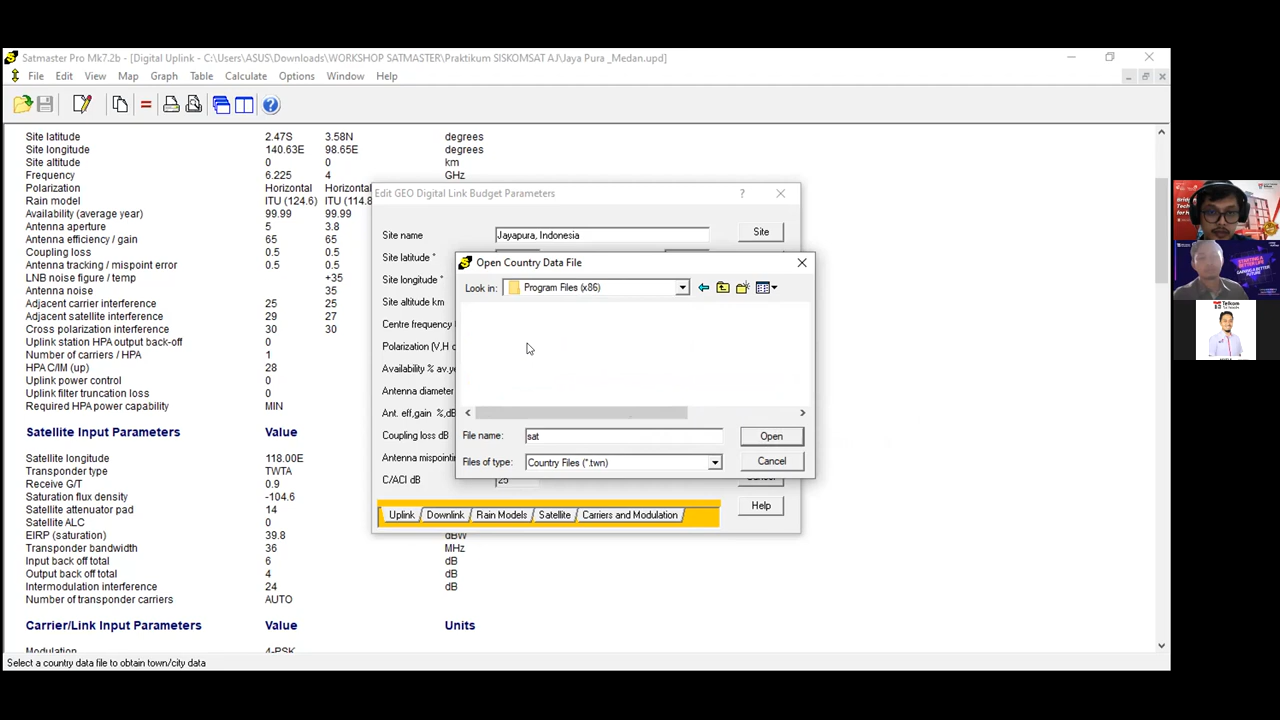 Satmaster Pro Mk7.2b - [Digital Uplink - C:\Users\ASUS\Downloads\WORKSHOP SATMASTER\Praktikum SISKOMSAT AJ\Jaya Pura _Medan.upd]
File Edit View Map Graph Table Calculate Options Window Help
Site latitude 2.47S 3.58N degrees
Site longitude 140.63E 98.65E degrees
Site altitude 0 0 km
Frequency 6.225 4 GHz
Polarization Horizontal Horizontal
Rain model ITU (124.6) ITU (114.8
Availability (average year) 99.99 99.99
Antenna aperture 5 3.8
Antenna efficiency / gain 65 65
Coupling loss 0.5 0.5
Antenna tracking / mispoint error 0.5 0.5
LNB noise figure / temp +35
Antenna noise 35
Adjacent carrier interference 25 25
Adjacent satellite interference 29 27
Cross polarization interference 30 30
Uplink station HPA output back-off 0
Number of carriers / HPA 1
HPA C/IM (up) 28
Uplink power control 0
Uplink filter truncation loss 0
Required HPA power capability MIN
Satellite Input Parameters Value
Satellite longitude 118.00E
Transponder type TWTA
Receive G/T 0.9
Saturation flux density -104.6
Satellite attenuator pad 14
Satellite ALC 0
EIRP (saturation) 39.8 dBW
Transponder bandwidth 36 MHz
Input back off total 6 dB
Output back off total 4 dB
Intermodulation interference 24 dB
Number of transponder carriers AUTO
Carrier/Link Input Parameters Value Units
Modulation 4-PSK
Select a country data file to obtain town/city data
Edit GEO Digital Link Budget Parameters ?
Site name Jayapura, Indonesia Site
Site latitude *
Site longitude *
Site altitude km
Centre frequency
Polarization (V,H
Availability % av.ye
Antenna diameter
Ant. eff,gain %,dB
Coupling loss dB
Antenna mispointin
C/ACI dB 25
Uplink Downlink Rain Models Satellite Carriers and Modulation
Help
Open Country Data File
Look in: Program Files (x86)
File name: sat Open
Files of type: Country Files (*.twn) Cancel